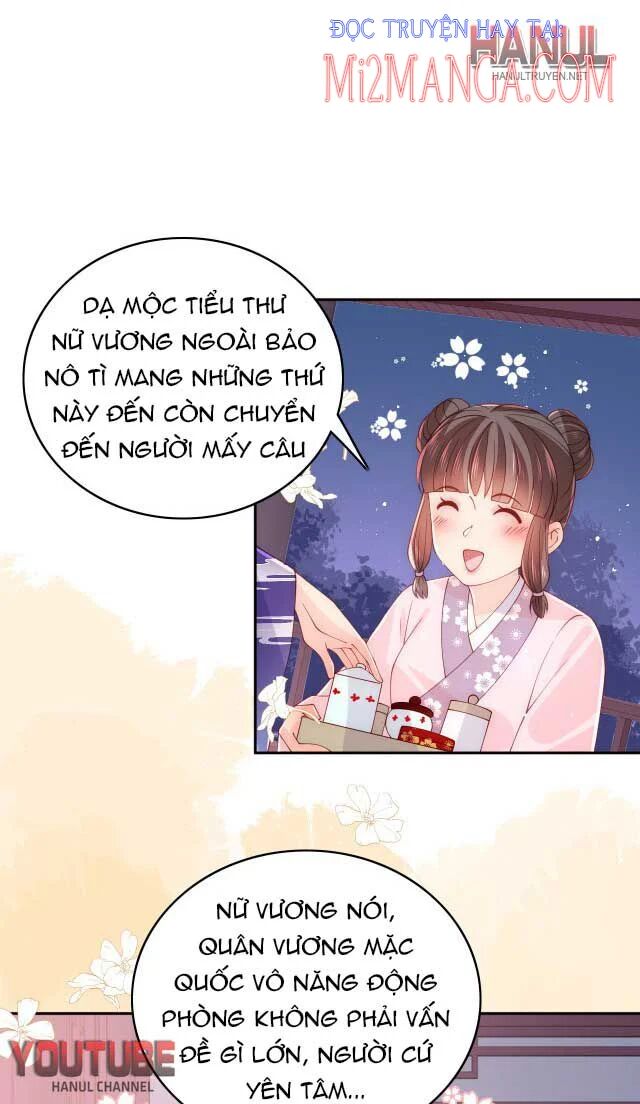 ĐỌC TRUYỆN HAY TẠI:
HANUL
HANULTRUYEN.NET
MI2MANGA.COM
DẠ MỘC TIỂU THƯ
NỮ VƯƠNG NGOÀI BẢO
NÔ TÌ MANG NHỮNG THỨ
NÀY ĐẾN CÒN CHUYỂN
ĐẾN NGƯỜI MẤY CÂU
NỮ VƯƠNG NÓI,
QUÂN VƯƠNG MẶC
QUỐC VÔ NĂNG ĐỘNG
PHÒNG KHÔNG PHẢI VẤN
ĐỀ GÌ LỚN, NGƯỜI CỨ
YÊN TÂM...
YOUTUBE
HANUL CHANNEL